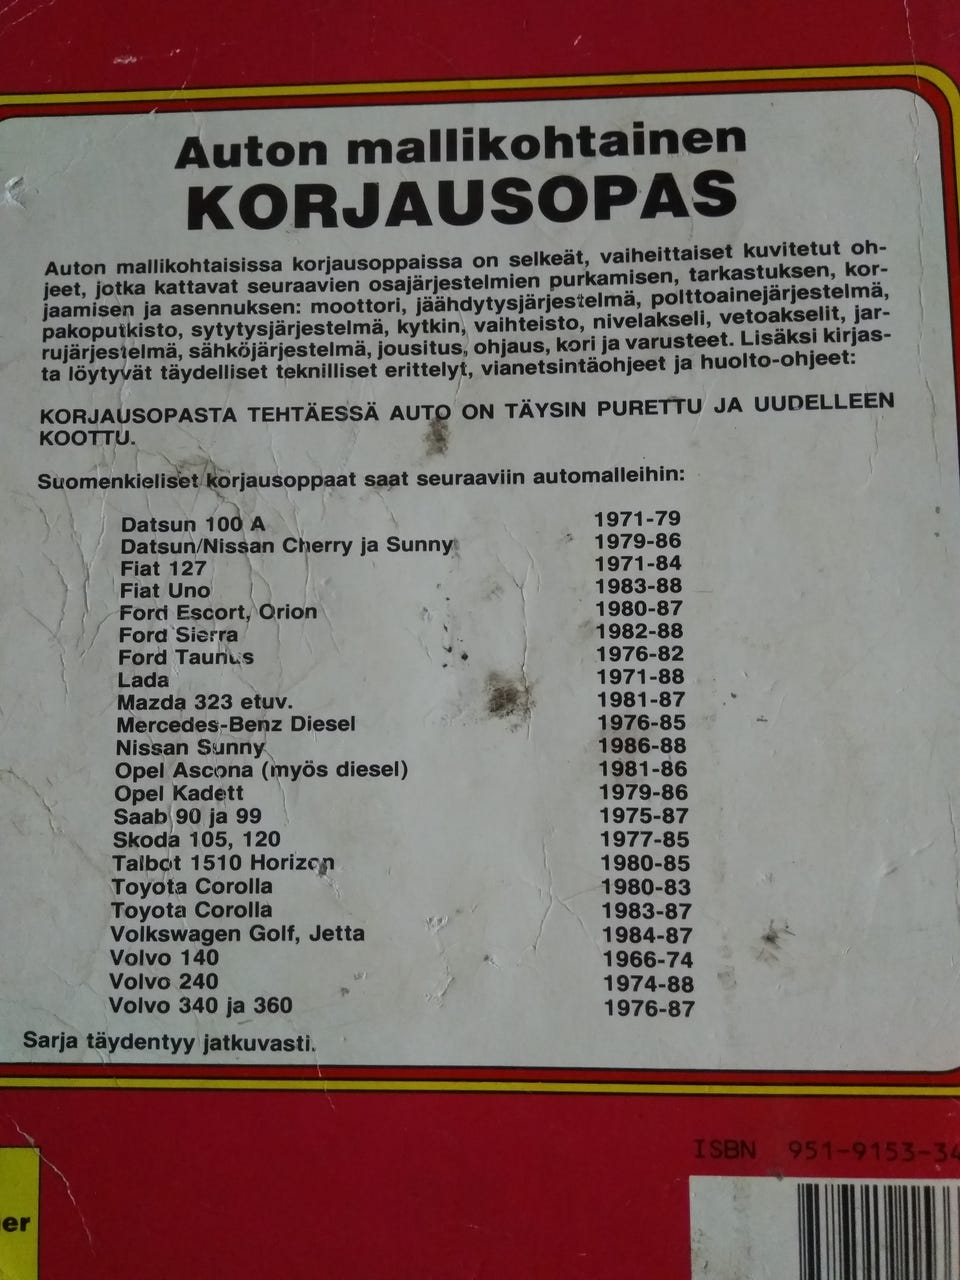 Auton mallikohtainen
KORJAUSOPAS
Auton mallikohtaisissa korjausoppaissa on selkeät, vaiheittaiset kuvitetut oh-
jeet, jotka kattavat seuraavien osajärjestelmien purkamisen, tarkastuksen, kor-
jaamisen ja asennuksen: moottori, jäähdytysjärjestelmä, polttoainejärjestelmä,
pakoputkisto, sytytysjärjestelmä, kytkin, vaihteisto, nivelakseli, vetoakselit, jar-
rujärjestelmä, sähköjärjestelmä, jousitus, ohjaus, kori ja varusteet. Lisäksi kirjas-
ta löytyvät täydelliset teknilliset erittelyt, vianetsintäohjeet ja huolto-ohjeet:
KORJAUSOPASTA TEHTÄESSÄ AUTO ON TÄYSIN PURETTU JA UUDELLEEN
KOOTTU.
Suomenkieliset korjausoppaat saat seuraaviin automalleihin:
Datsun 100 A 1971-79
Datsun/Nissan Cherry ja Sunny 1979-86
Fiat 127 1971-84
Fiat Uno 1983-88
Ford Escort, Orion 1980-87
Ford Sierra 1982-88
Ford Taunus 1976-82
Lada 1971-88
Mazda 323 etuv. 1981-87
Mercedes-Benz Diesel 1976-85
Nissan Sunny 1986-88
Opel Ascona (myös diesel) 1981-86
Opel Kadett 1979-86
Saab 90 ja 99 1975-87
Skoda 105, 120 1977-85
Talbot 1510 Horizon 1980-85
Toyota Corolla 1980-83
Toyota Corolla 1983-87
Volkswagen Golf, Jetta 1984-87
Volvo 140 1966-74
Volvo 240 1974-88
Volvo 340 ja 360 1976-87
Sarja täydentyy jatkuvasti.
ISBN 951-9153-34
er